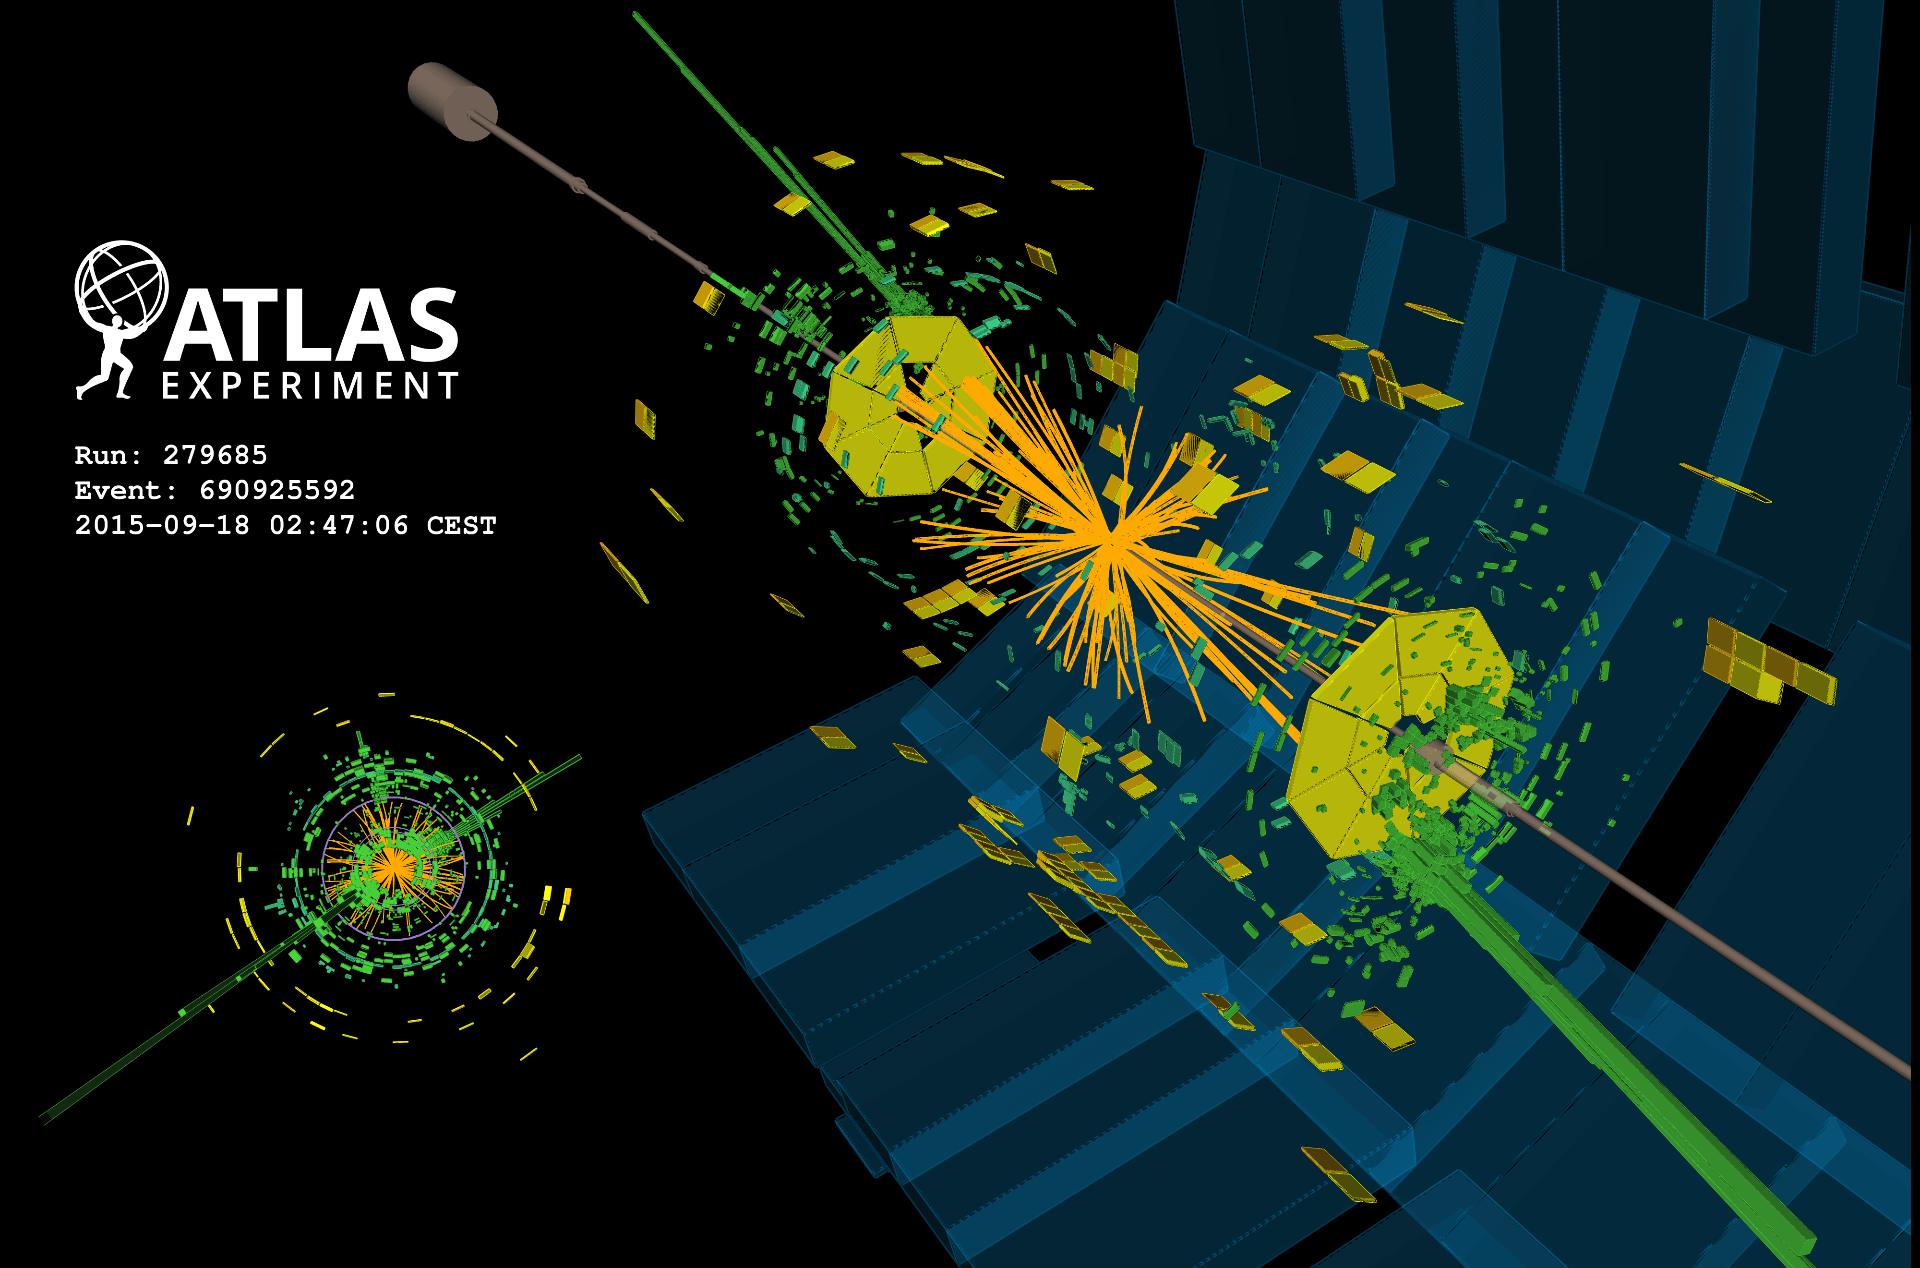 ATLAS
EXPERIMENT
Run: 279685
Event: 690925592
2015-09-18 02:47:06 CEST